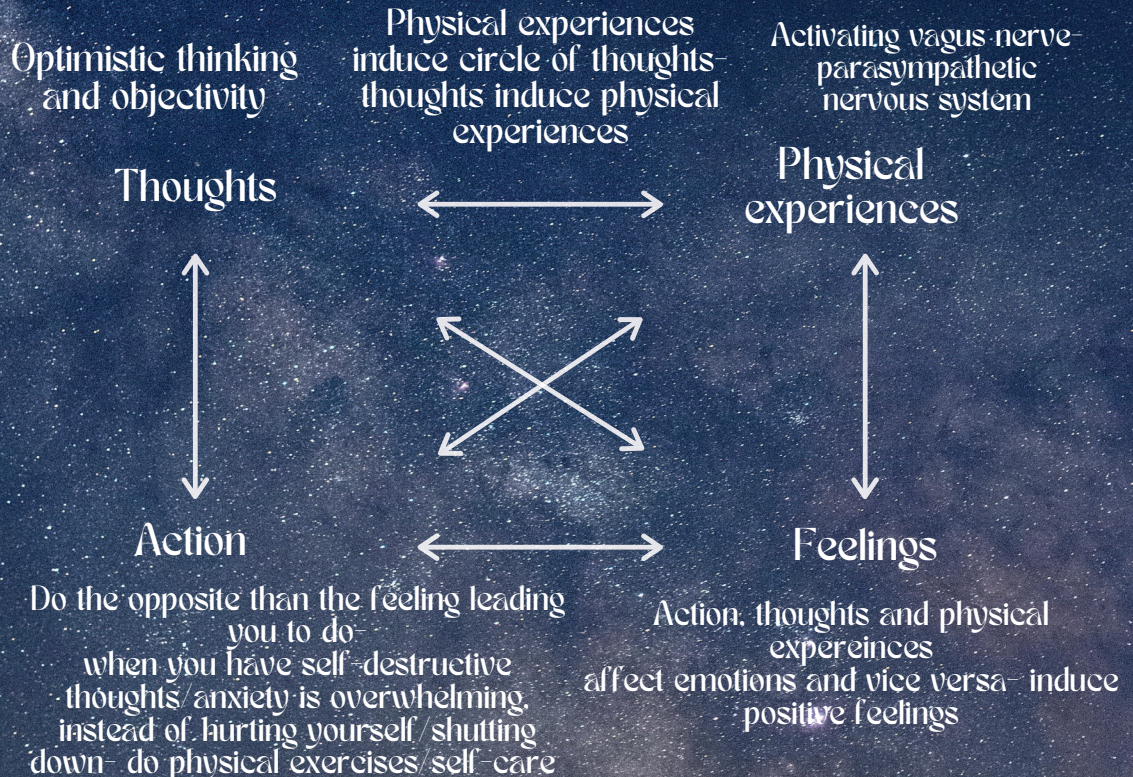 Optimistic thinking
and objectivity
Physical experiences
induce circle of thoughts-
thoughts induce physical
experiences
Activating vagus nerve-
parasympathetic
nervous system
Thoughts
Physical
experiences
Action
Feelings
Do the opposite than the feeling leading
you to do-
when you have self-destructive
thoughts/anxiety is overwhelming,
instead of hurting yourself/shutting
down- do physical exercises/self-care
Action, thoughts and physical
expereinces
affect emotions and vice versa- induce
positive feelings